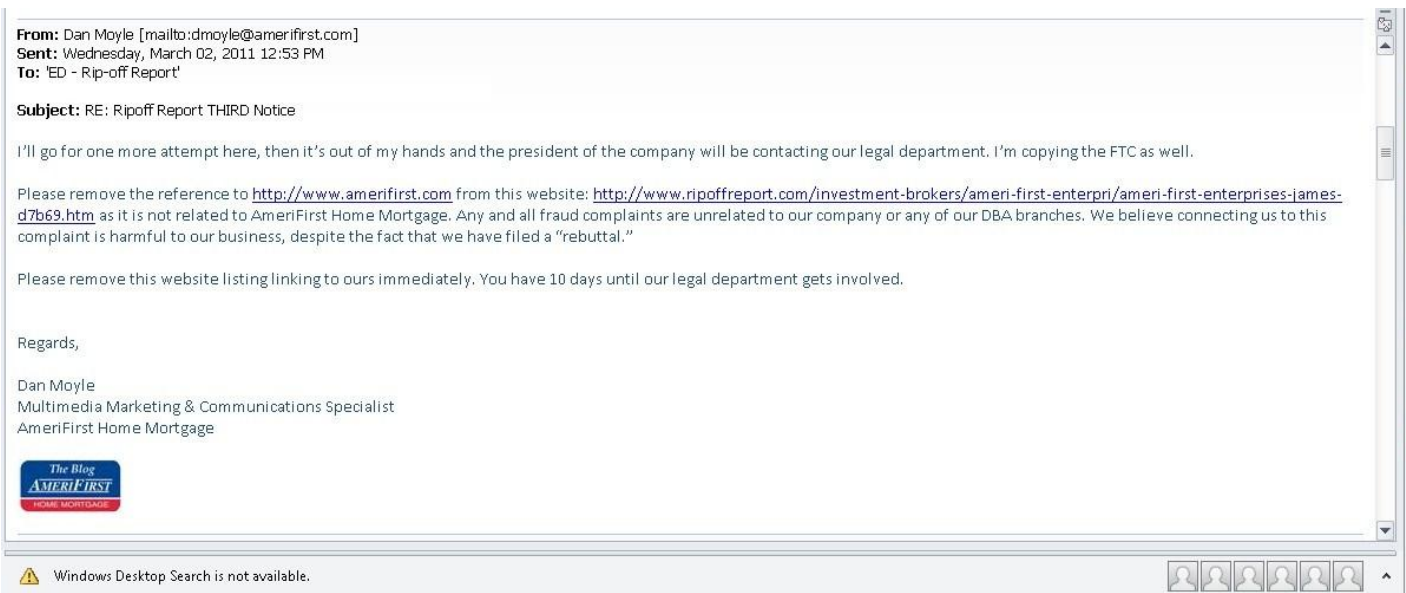 From: Dan Moyle [mailto:dmoyle@amerifirst.com]
Sent: Wednesday, March 02, 2011 12:53 PM
To: 'ED - Rip-off Report'
Subject: RE: Ripoff Report THIRD Notice
I'll go for one more attempt here, then it's out of my hands and the president of the company will be contacting our legal department. I'm copying the FTC as well.
Please remove the reference to http://www.amerifirst.com from this website: http://www.ripoffreport.com/investment-brokers/ameri-first-enterpri/ameri-first-enterprises-james-
d7b69.htm as it is not related to AmeriFirst Home Mortgage. Any and all fraud complaints are unrelated to our company or any of our DBA branches. We believe connecting us to this
complaint is harmful to our business, despite the fact that we have filed a "rebuttal."
Please remove this website listing linking to ours immediately. You have 10 days until our legal department gets involved.
Regards,
Dan Moyle
Multimedia Marketing & Communications Specialist
AmeriFirst Home Mortgage
The Blog
AMERIFIRST
HOME MORTGAGE
Windows Desktop Search is not available.